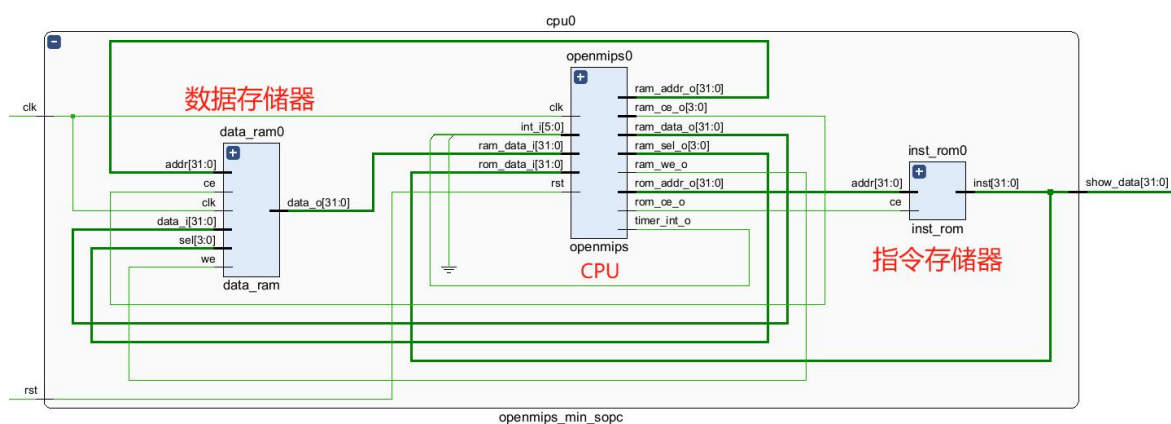 cpu0
openmips0
ram_addr_o[31:0]
ram_ce_o[3:0]
clk
数据存储器
clk
ram_data_o[31:0]
data_ram0
int_i[5:0]
ram_sel_o[3:0]
inst_rom0
ram_data_i[31:0]
addr[31:0]
rom_data_i[31:0]
ram_we_o
ce
rst
rom_addr_o[31:0]
addr[31:0]
inst[31:0]
show_data[31:0]
clk
data_o[31:0]
rom_ce_o
ce
data_i[31:0]
timer_int_o
inst_rom
sel[3:0]
openmips
we
CPU
指令存储器
data_ram
rst
openmips_min_sopc